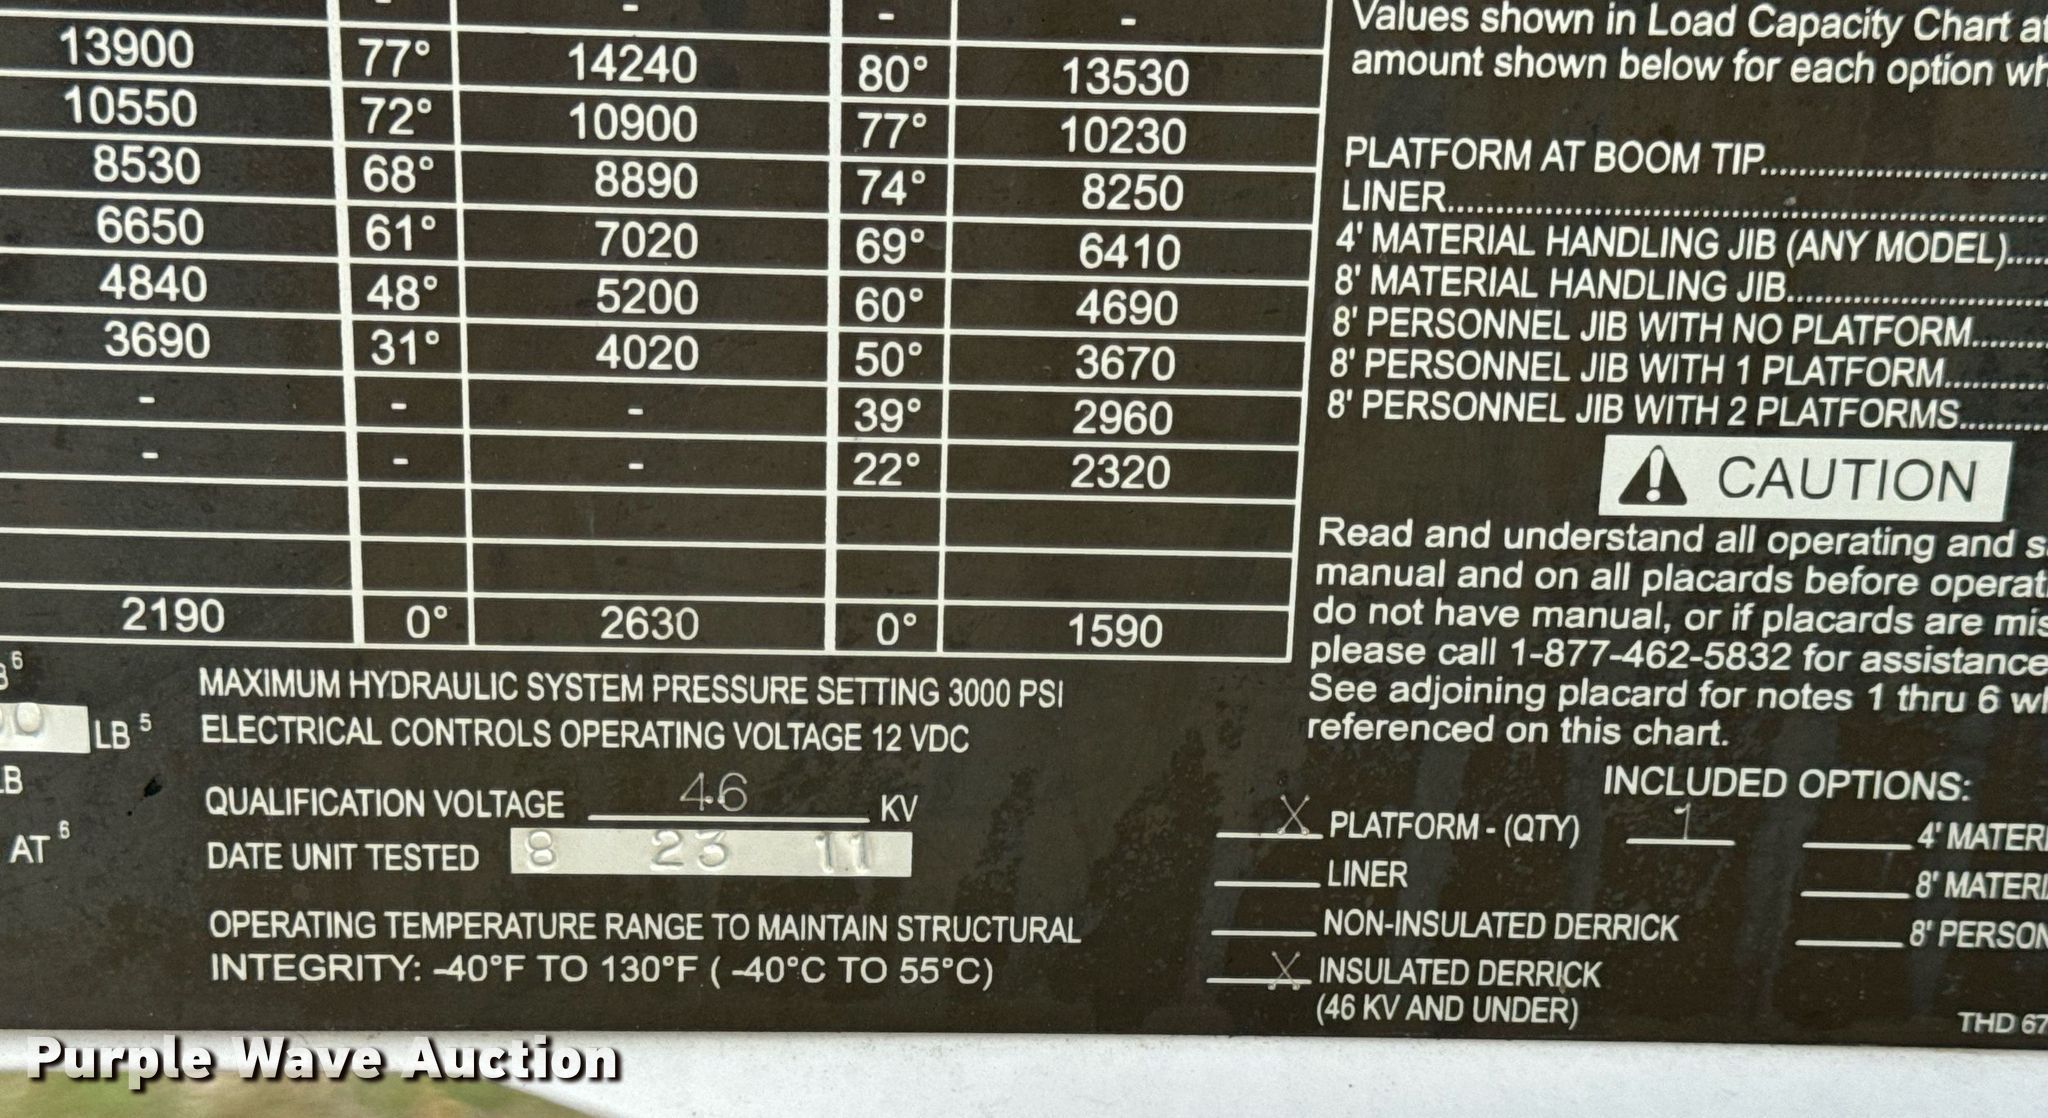 - - - -
13900 77° 14240 80° 13530
10550 72° 10900 77° 10230
8530 68° 8890 74° 8250
6650 61° 7020 69° 6410
4840 48° 5200 60° 4690
3690 31° 4020 50° 3670
- - - 39° 2960
- - - 22° 2320
2190 0° 2630 0° 1590
Values shown in Load Capacity Chart
amount shown below for each option
PLATFORM AT BOOM TIP
LINER
4' MATERIAL HANDLING JIB (ANY MODEL)
8' MATERIAL HANDLING JIB
8' PERSONNEL JIB WITH NO PLATFORM
8' PERSONNEL JIB WITH 1 PLATFORM
8' PERSONNEL JIB WITH 2 PLATFORMS
CAUTION
Read and understand all operating and
manual and on all placards before
do not have manual, or if placards are
please call 1-877-462-5832 for assistance
See adjoining placard for notes 1 thru 6
referenced on this chart.
6
LB 5
LB
AT 6
MAXIMUM HYDRAULIC SYSTEM PRESSURE SETTING 3000 PSI
ELECTRICAL CONTROLS OPERATING VOLTAGE 12 VDC
QUALIFICATION VOLTAGE 46 KV
DATE UNIT TESTED 8 23 11
OPERATING TEMPERATURE RANGE TO MAINTAIN STRUCTURAL
INTEGRITY: -40°F TO 130°F ( -40°C TO 55°C)
INCLUDED OPTIONS:
X PLATFORM - (QTY) 1
LINER
NON-INSULATED DERRICK
X INSULATED DERRICK
(46 KV AND UNDER)
4'
8'
8'
THD
Purple Wave Auction